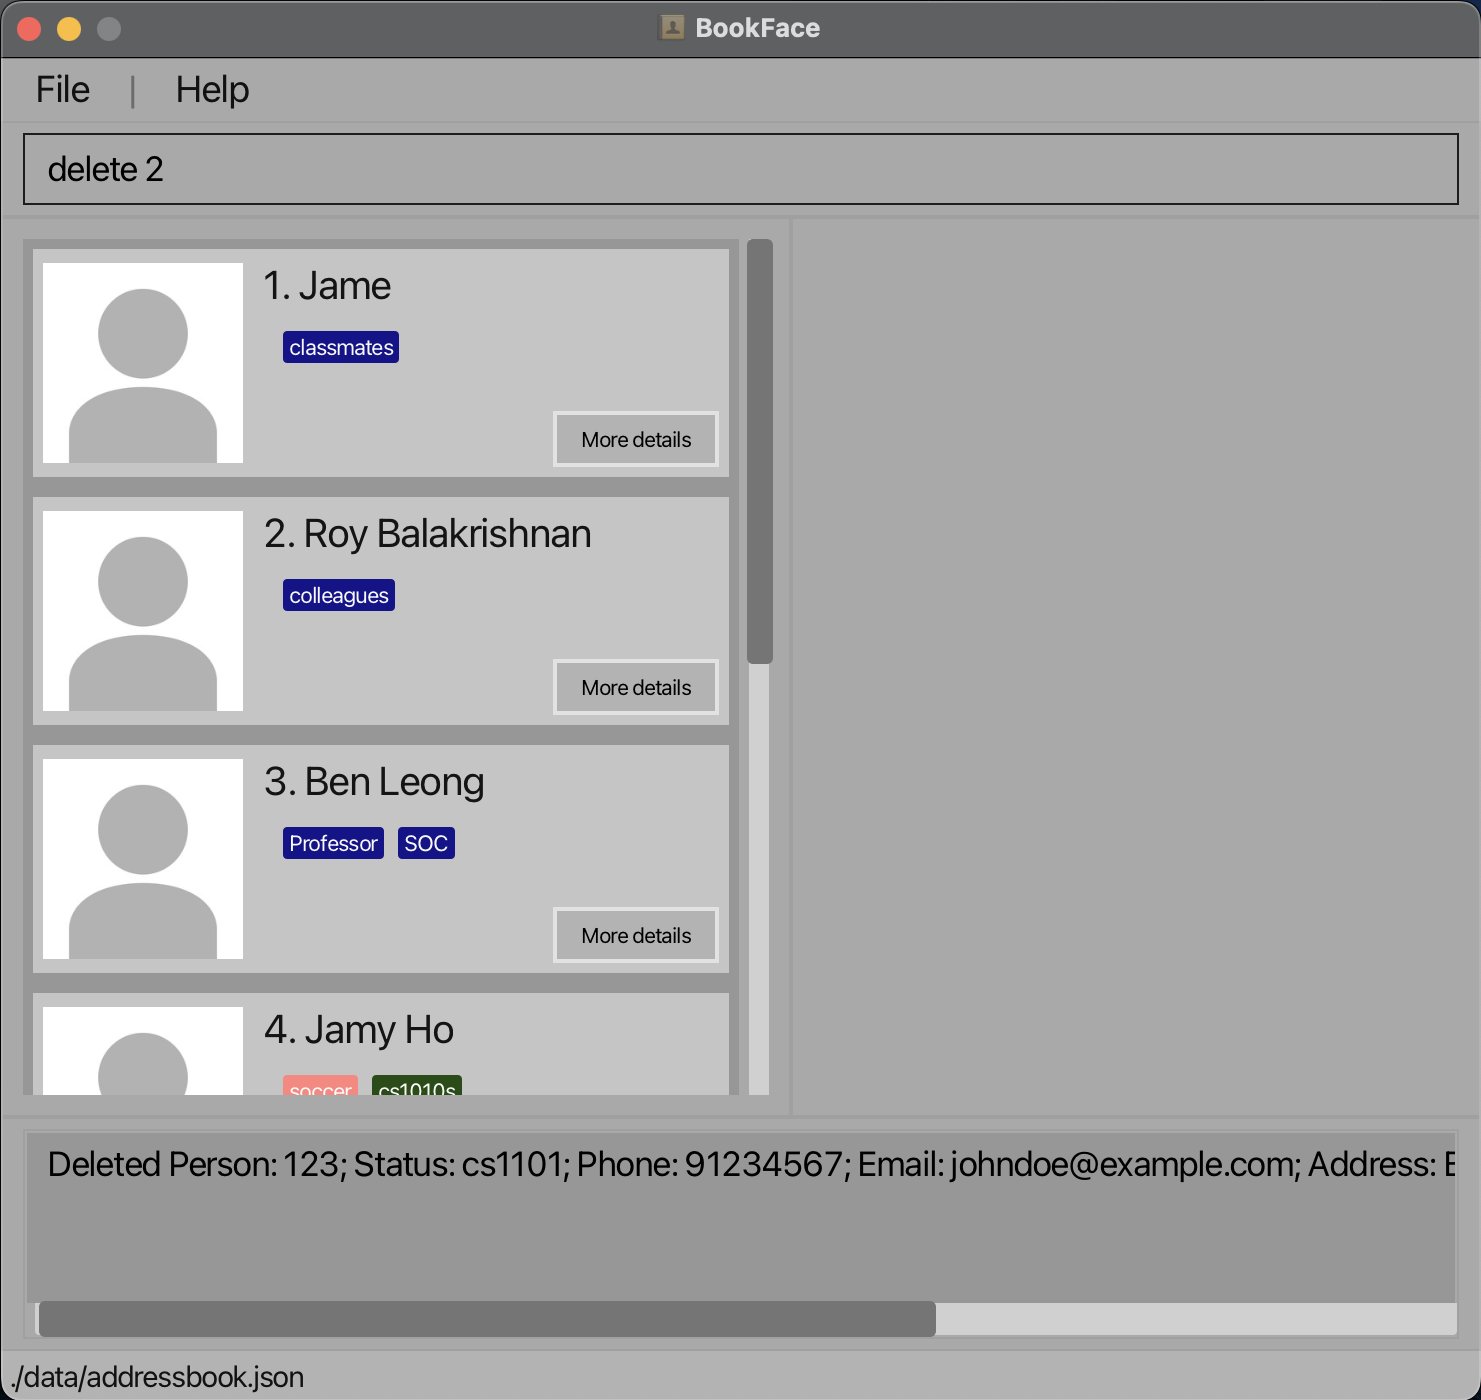 BookFace
File | Help
delete 2
1. Jame
classmates
More details
2. Roy Balakrishnan
colleagues
More details
3. Ben Leong
Professor SOC
More details
4. Jamy Ho
soccer cs1010s
Deleted Person: 123; Status: cs1101; Phone: 91234567; Email: johndoe@example.com; Address:
./data/addressbook.json